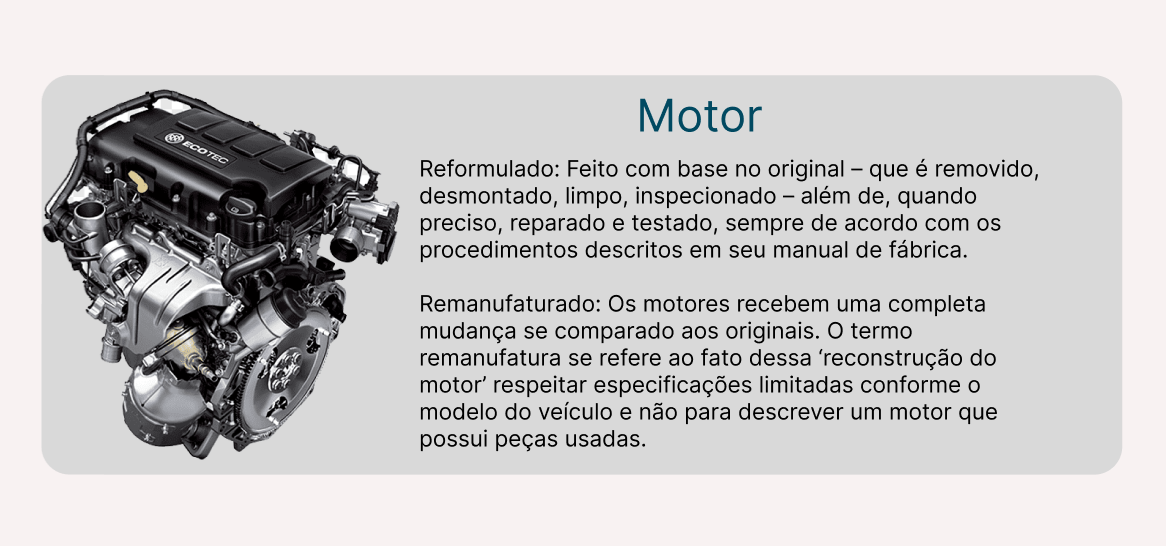 Motor
ECOTEC
Reformulado: Feito com base no original – que é removido,
desmontado, limpo, inspecionado – além de, quando
preciso, reparado e testado, sempre de acordo com os
procedimentos descritos em seu manual de fábrica.
Remanufaturado: Os motores recebem uma completa
mudança se comparado aos originais. O termo
remanufatura se refere ao fato dessa ‘reconstrução do
motor’ respeitar especificações limitadas conforme o
modelo do veículo e não para descrever um motor que
possui peças usadas.